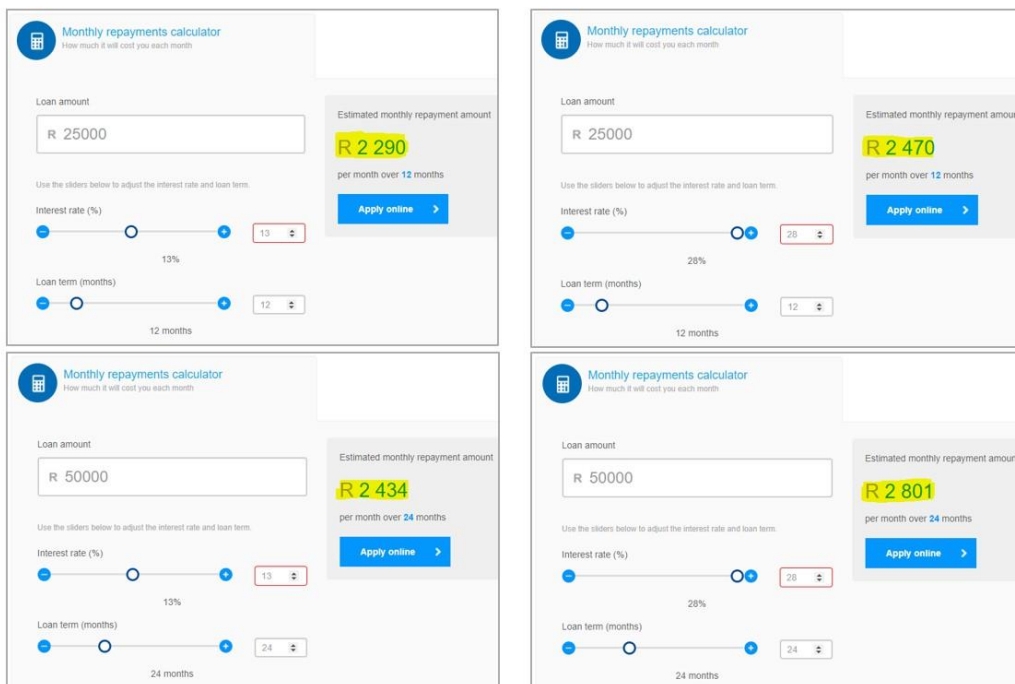 Monthly repayments calculator
How much it will cost you each month
Loan amount
R 25000
Use the sliders below to adjust the interest rate and loan term.
Interest rate (%)
13
13%
Loan term (months)
12
12 months
Estimated monthly repayment amount
R 2 290
per month over 12 months
Apply online
Monthly repayments calculator
How much it will cost you each month
Loan amount
R 25000
Use the sliders below to adjust the interest rate and loan term.
Interest rate (%)
28
28%
Loan term (months)
12
12 months
Estimated monthly repayment amoun
R 2 470
per month over 12 months
Apply online
Monthly repayments calculator
How much it will cost you each month
Loan amount
R 50000
Use the sliders below to adjust the interest rate and loan term.
Interest rate (%)
13
13%
Loan term (months)
24
24 months
Estimated monthly repayment amount
R 2 434
per month over 24 months
Apply online
Monthly repayments calculator
How much it will cost you each month
Loan amount
R 50000
Use the sliders below to adjust the interest rate and loan term.
Interest rate (%)
28
28%
Loan term (months)
24
24 months
Estimated monthly repayment amoun
R 2 801
per month over 24 months
Apply online